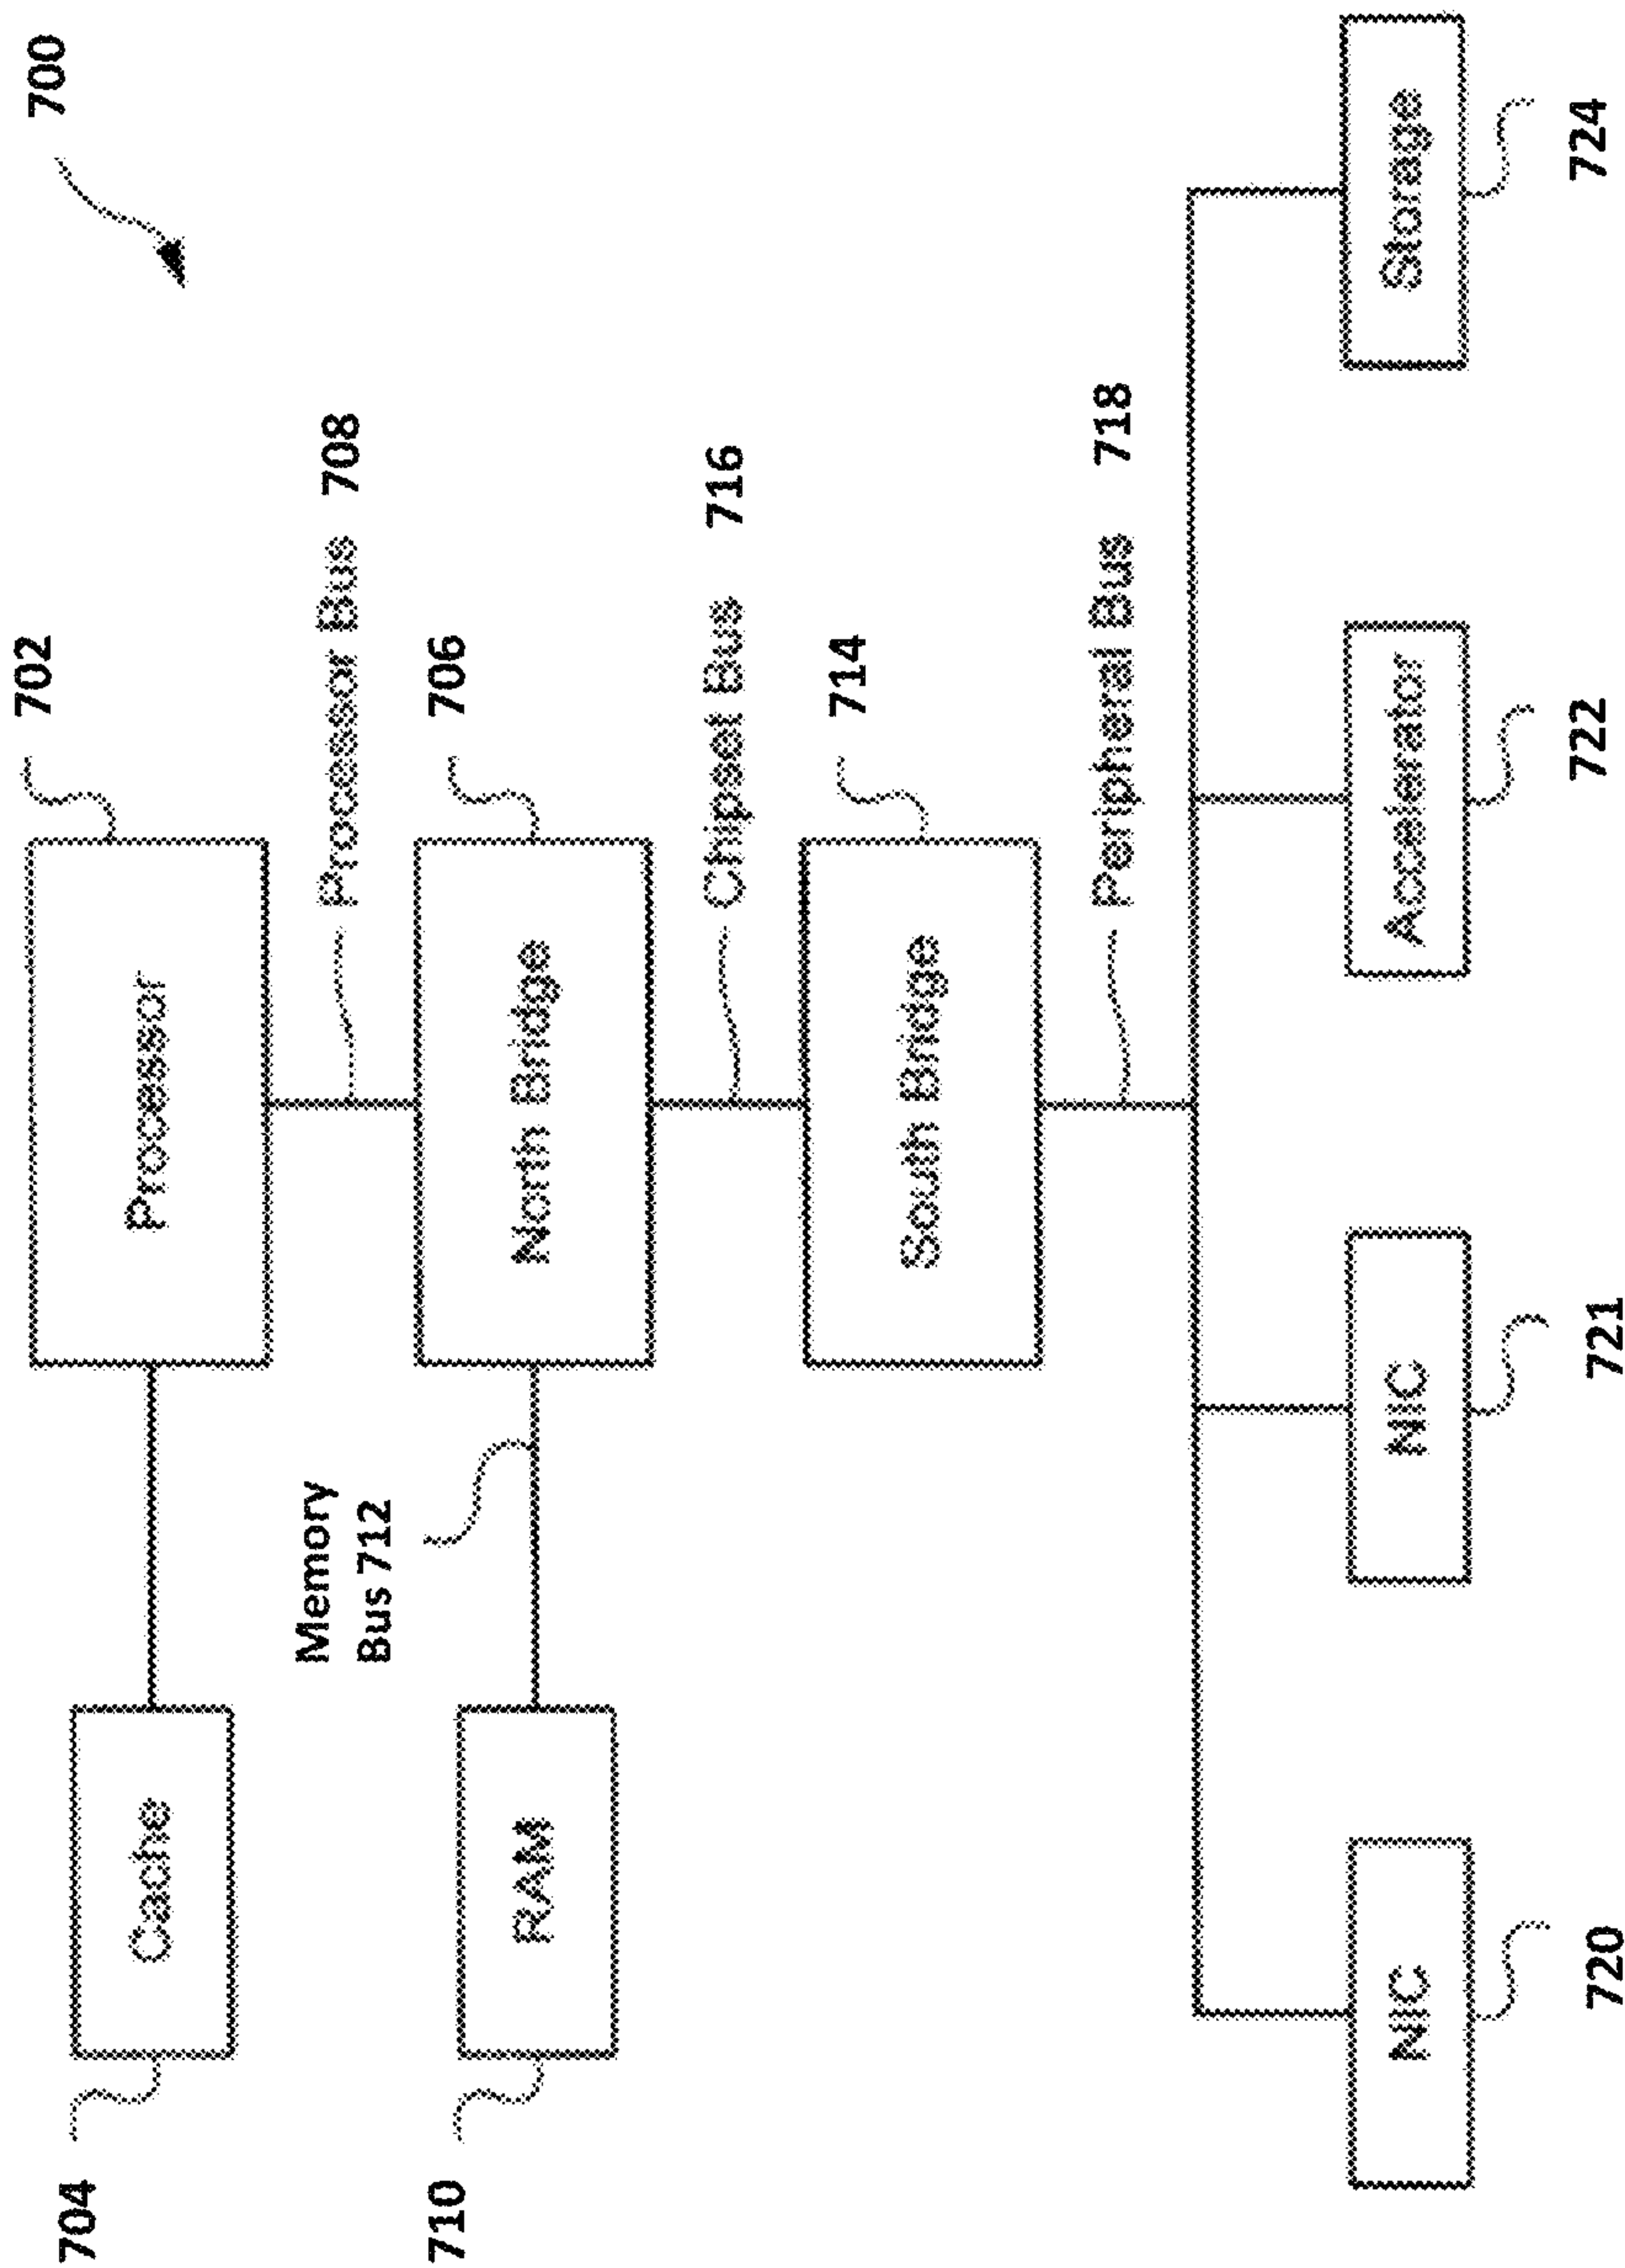 704
702
700
Cache
Processor
Memory
Bus 712
Processor Bus 708
710
706
RAM
North Bridge
Chipset Bus 716
714
South Bridge
Peripheral Bus 718
NIC
NIC
Accelerator
Storage
720
721
722
724